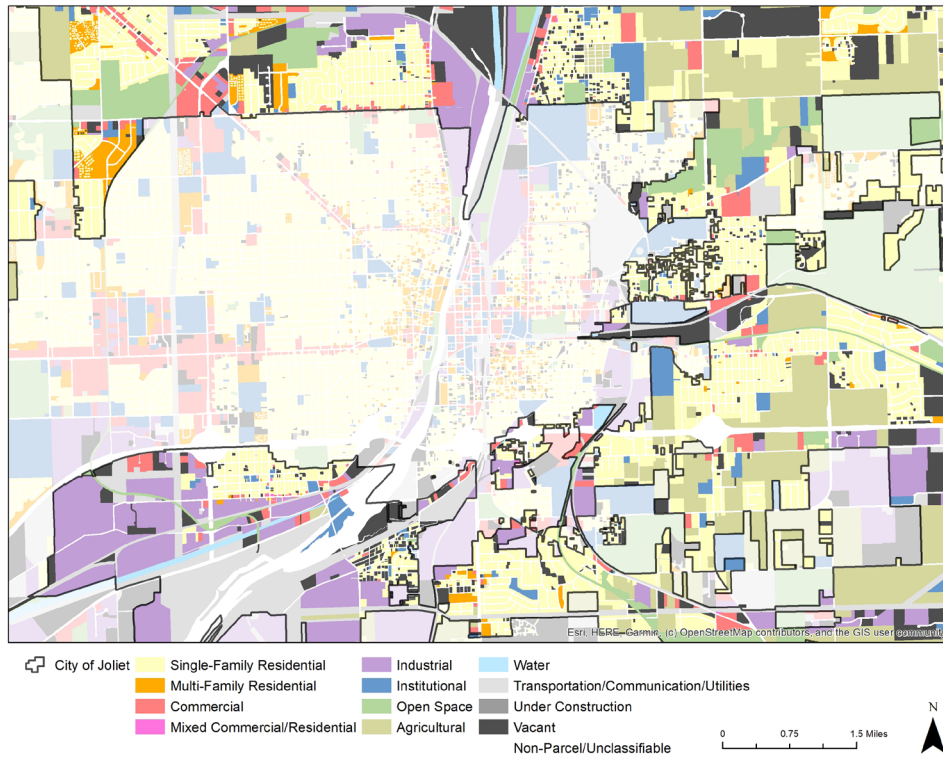 Esri, HERE, Garmin, (c) OpenStreetMap contributors, and the GIS user community
City of Joliet
Single-Family Residential
Multi-Family Residential
Commercial
Mixed Commercial/Residential
Industrial
Institutional
Open Space
Agricultural
Water
Transportation/Communication/Utilities
Under Construction
Vacant
Non-Parcel/Unclassifiable
0 0.75 1.5 Miles
N